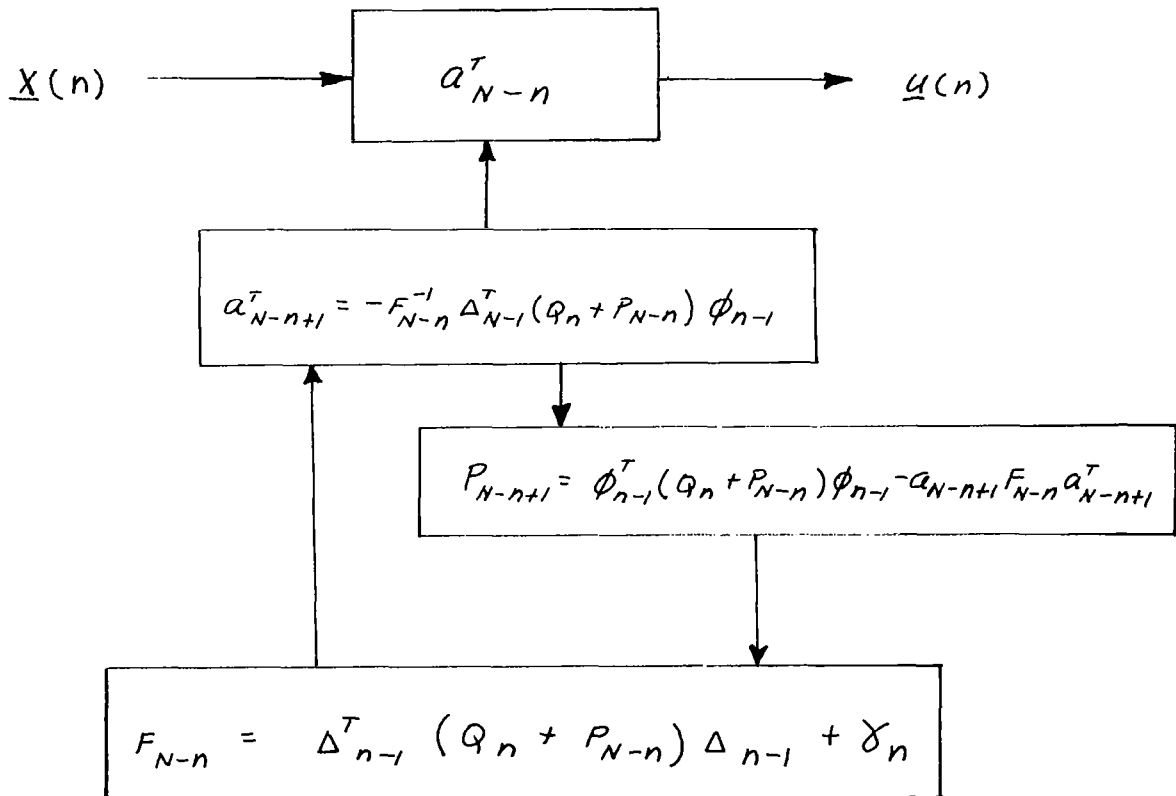 X(n)
a^T_{N-n}
u(n)
a^T_{N-n+1} = -F^{-1}_{N-n} Δ^T_{N-1} (Q_n + P_{N-n}) ϕ_{n-1}
P_{N-n+1} = ϕ^T_{n-1} (Q_n + P_{N-n}) ϕ_{n-1} - a_{N-n+1} F_{N-n} a^T_{N-n+1}
F_{N-n} = Δ^T_{n-1} (Q_n + P_{N-n}) Δ_{n-1} + γ_n